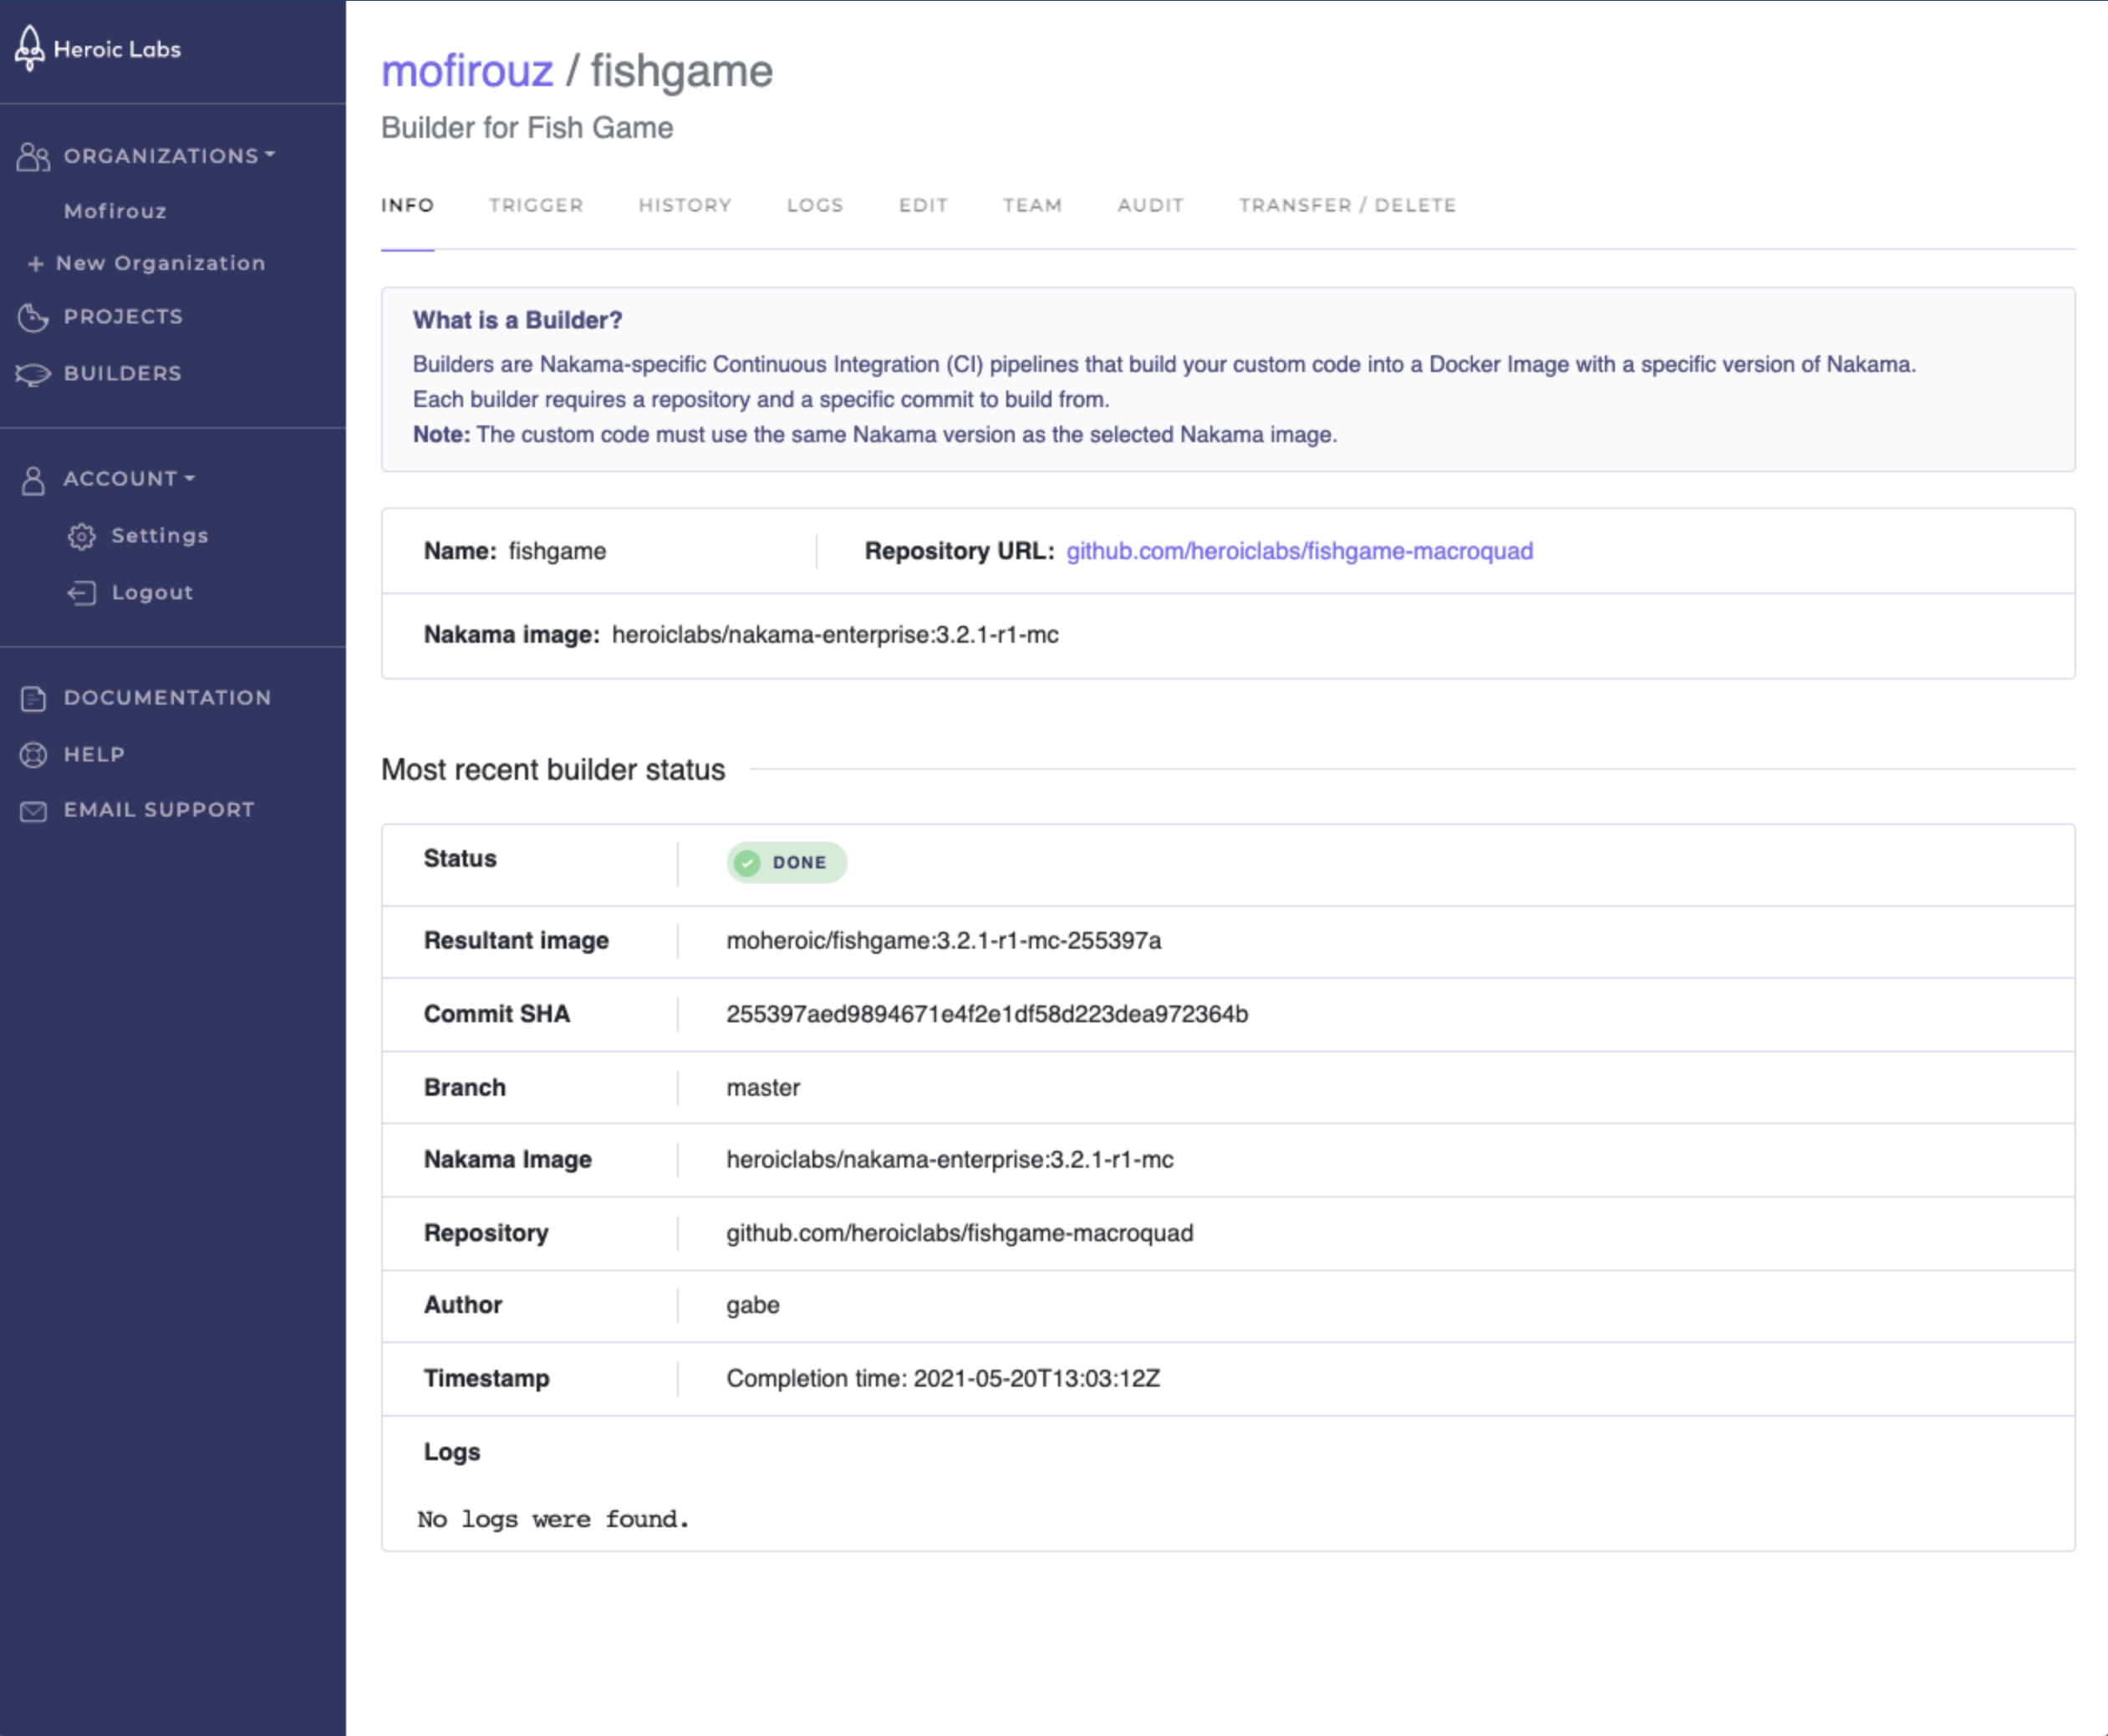 Heroic Labs
ORGANIZATIONS
Mofirouz
+ New Organization
PROJECTS
BUILDERS
ACCOUNT
Settings
Logout
DOCUMENTATION
HELP
EMAIL SUPPORT
mofirouz / fishgame
Builder for Fish Game
INFO TRIGGER HISTORY LOGS EDIT TEAM AUDIT TRANSFER / DELETE
What is a Builder?
Builders are Nakama-specific Continuous Integration (CI) pipelines that build your custom code into a Docker Image with a specific version of Nakama.
Each builder requires a repository and a specific commit to build from.
Note: The custom code must use the same Nakama version as the selected Nakama image.
Name: fishgame Repository URL: github.com/heroiclabs/fishgame-macroquad
Nakama image: heroiclabs/nakama-enterprise:3.2.1-r1-mc
Most recent builder status
Status DONE
Resultant image moheroic/fishgame:3.2.1-r1-mc-255397a
Commit SHA 255397aed9894671e4f2e1df58d223dea972364b
Branch master
Nakama Image heroiclabs/nakama-enterprise:3.2.1-r1-mc
Repository github.com/heroiclabs/fishgame-macroquad
Author gabe
Timestamp Completion time: 2021-05-20T13:03:12Z
Logs
No logs were found.